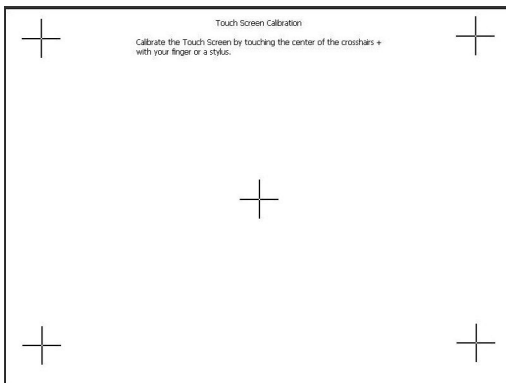 Touch Screen Calibration
Calibrate the Touch Screen by touching the center of the crosshairs +
with your finger or a stylus.